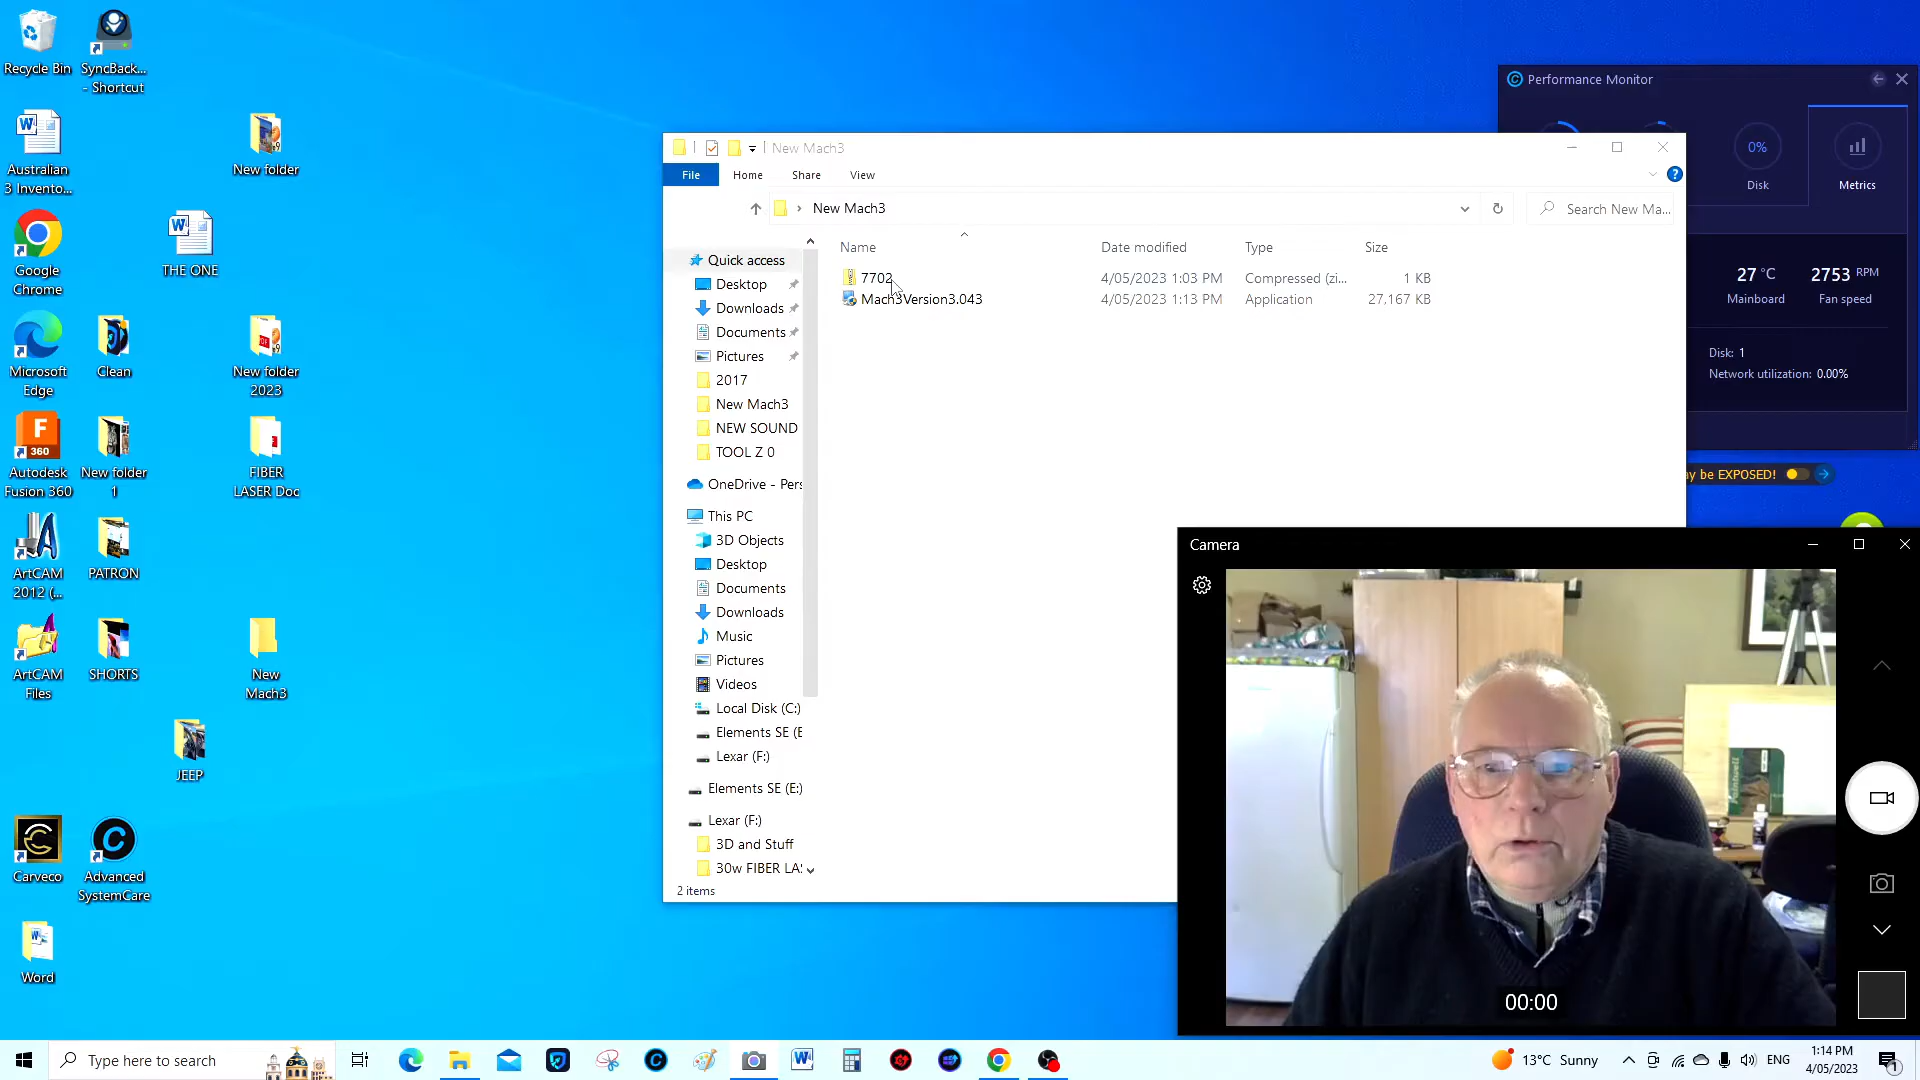 Recycle Bin
SyncBack...
- Shortcut
Australian
3 Invento...
New folder
Google
Chrome
THE ONE
Microsoft
Edge
Clean
New folder
2023
Autodesk
Fusion 360
New folder
1
FIBER
LASER Doc
ArtCAM
2012 (...
PATRON
ArtCAM
Files
SHORTS
New
Mach3
JEEP
Carveco
Advanced
SystemCare
Word
New Mach3
File
Home
Share
View
New Mach3
Search New Ma...
Name
Date modified
Type
Size
7702
4/05/2023 1:03 PM
Compressed (zi...
1 KB
Mach3Version3.043
4/05/2023 1:13 PM
Application
27,167 KB
Quick access
Desktop
Downloads
Documents
Pictures
2017
New Mach3
NEW SOUND
TOOL Z 0
OneDrive - Pers
This PC
3D Objects
Desktop
Documents
Downloads
Music
Pictures
Videos
Local Disk (C:)
Elements SE (E
Lexar (F:)
Elements SE (E:)
Lexar (F:)
3D and Stuff
30w FIBER LA
2 items
Performance Monitor
0%
Disk
Metrics
27 °C
Mainboard
2753 RPM
Fan speed
Disk: 1
Network utilization: 0.00%
ay be EXPOSED!
Camera
00:00
Type here to search
13°C Sunny
ENG
1:14 PM
4/05/2023
1